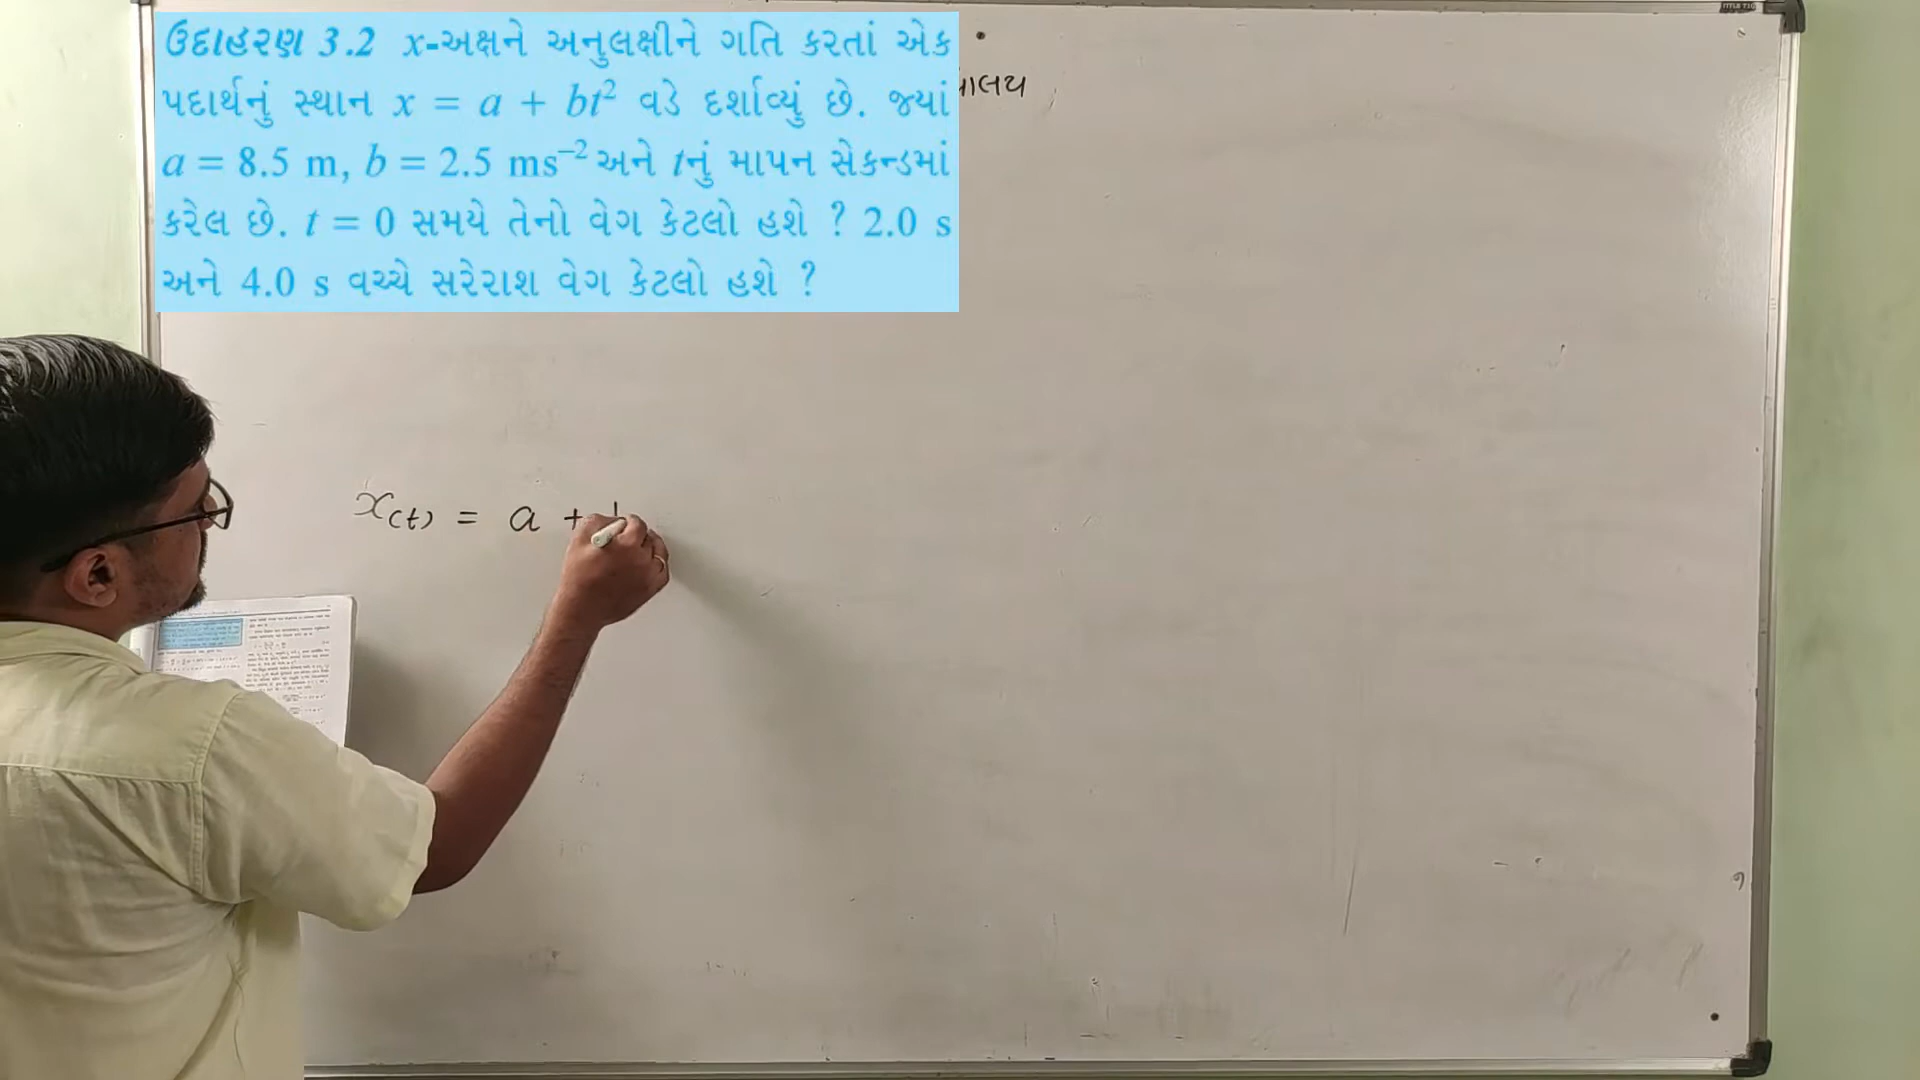 ઉદાહરણ 3.2 x-અક્ષને અનુલક્ષીને ગતિ કરતાં એક
પદાર્થનું સ્થાન x = a + bt² વડે દર્શાવ્યું છે. જ્યાં
a = 8.5 m, b = 2.5 ms⁻² અને tનું માપન સેકન્ડમાં
કરેલ છે. t = 0 સમયે તેનો વેગ કેટલો હશે ? 2.0 s
અને 4.0 s વચ્ચે સરેરાશ વેગ કેટલો હશે ?
x(t) = a +